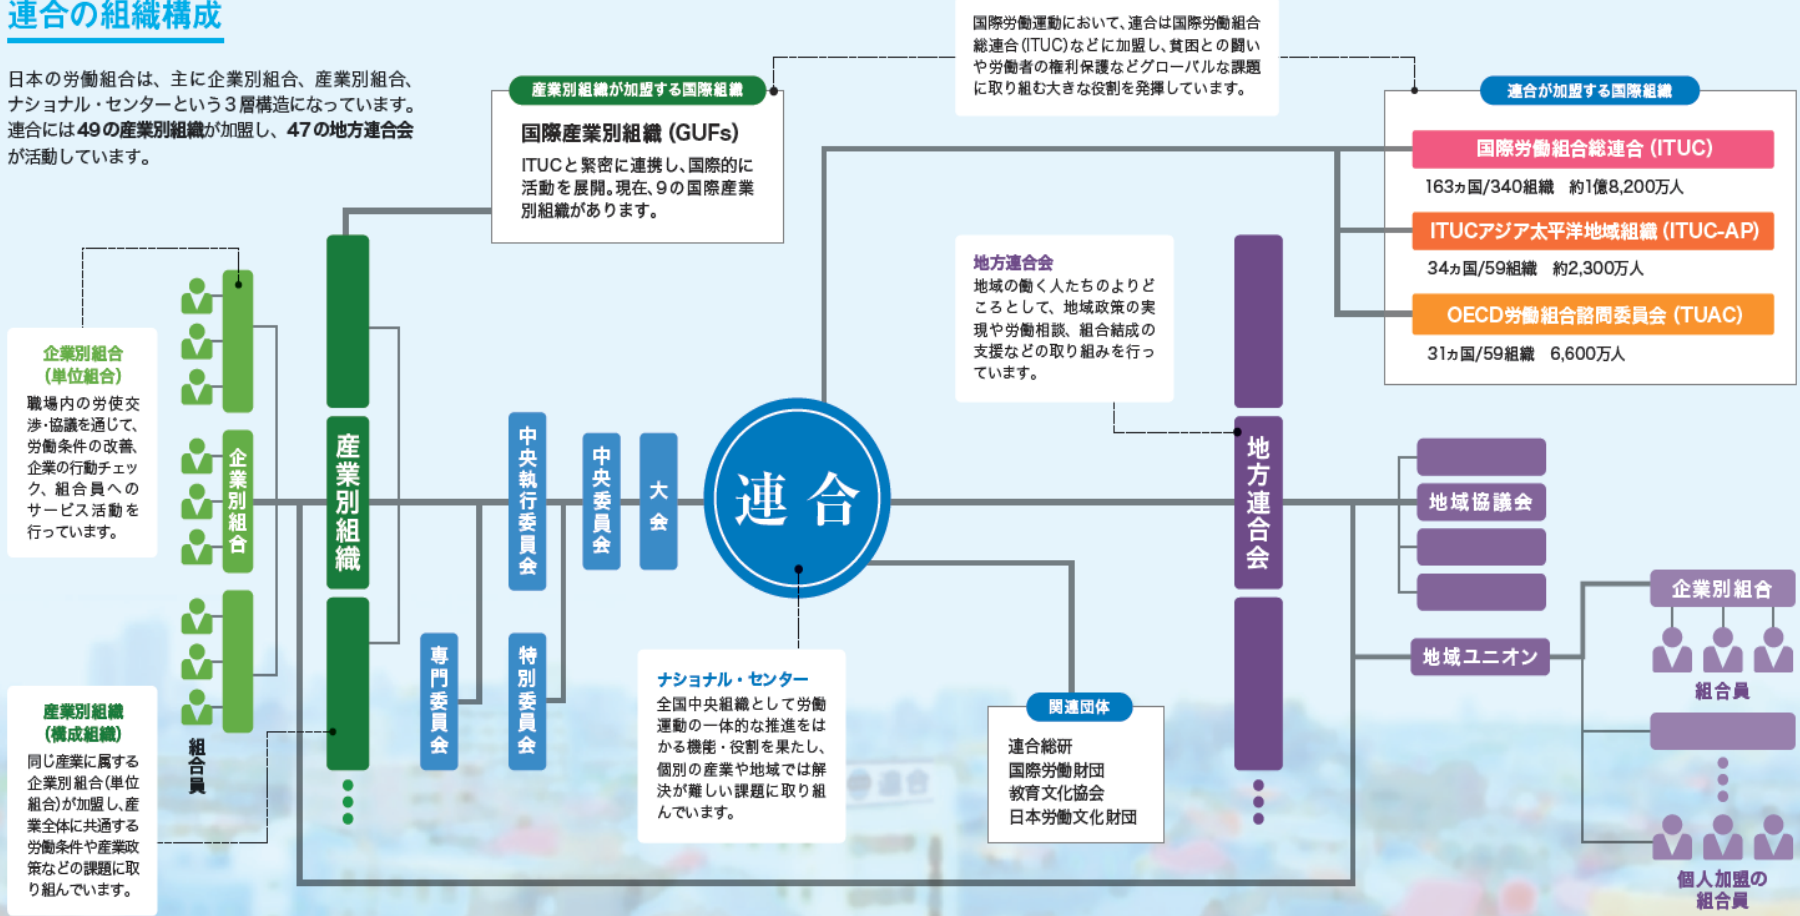 連合の組織構成
日本の労働組合は、主に企業別組合、産業別組合、
ナショナル・センターという3層構造になっています。
連合には49の産業別組織が加盟し、47の地方連合会
が活動しています。
産業別組織が加盟する国際組織
国際産業別組織 (GUFs)
ITUCと緊密に連携し、国際的に
活動を展開。現在、9の国際産業
別組織があります。
国際労働運動において、連合は国際労働組合
総連合(ITUC)などに加盟し、貧困との闘い
や労働者の権利保護などグローバルな課題
に取り組む大きな役割を発揮しています。
連合が加盟する国際組織
国際労働組合総連合 (ITUC)
163ヵ国/340組織 約1億8,200万人
ITUCアジア太平洋地域組織 (ITUC-AP)
34ヵ国/59組織 約2,300万人
OECD労働組合諮問委員会 (TUAC)
31ヵ国/59組織 6,600万人
企業別組合
(単位組合)
職場内の労使交
渉・協議を通じて、
労働条件の改善、
企業の行動チェッ
ク、組合員への
サービス活動を
行っています。
産業別組織
(構成組織)
同じ産業に属する
企業別組合(単位
組合)が加盟し、産
業全体に共通する
労働条件や産業政
策などの課題に取
り組んでいます。
組合員
企業別組合
産業別組織
専門委員会
中央執行委員会
特別委員会
中央委員会
大会
連合
ナショナル・センター
全国中央組織として労働
運動の一体的な推進をは
かる機能・役割を果たし、
個別の産業や地域では解
決が難しい課題に取り組
んでいます。
関連団体
連合総研
国際労働財団
教育文化協会
日本労働文化財団
地方連合会
地域の働く人たちのよりど
ころとして、地域政策の実
現や労働相談、組合結成の
支援などの取り組みを行っ
ています。
地方連合会
地域協議会
地域ユニオン
企業別組合
組合員
個人加盟の
組合員
連合